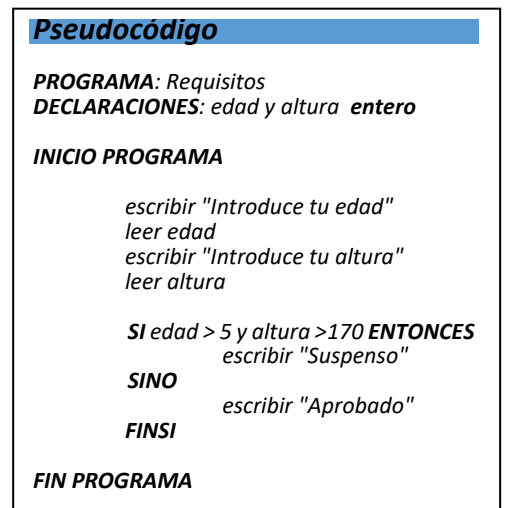 Pseudocódigo
PROGRAMA: Requisitos
DECLARACIONES: edad y altura entero
INICIO PROGRAMA
escribir "Introduce tu edad"
leer edad
escribir "Introduce tu altura"
leer altura
SI edad > 5 y altura >170 ENTONCES
escribir "Suspenso"
SINO
escribir "Aprobado"
FINSI
FIN PROGRAMA